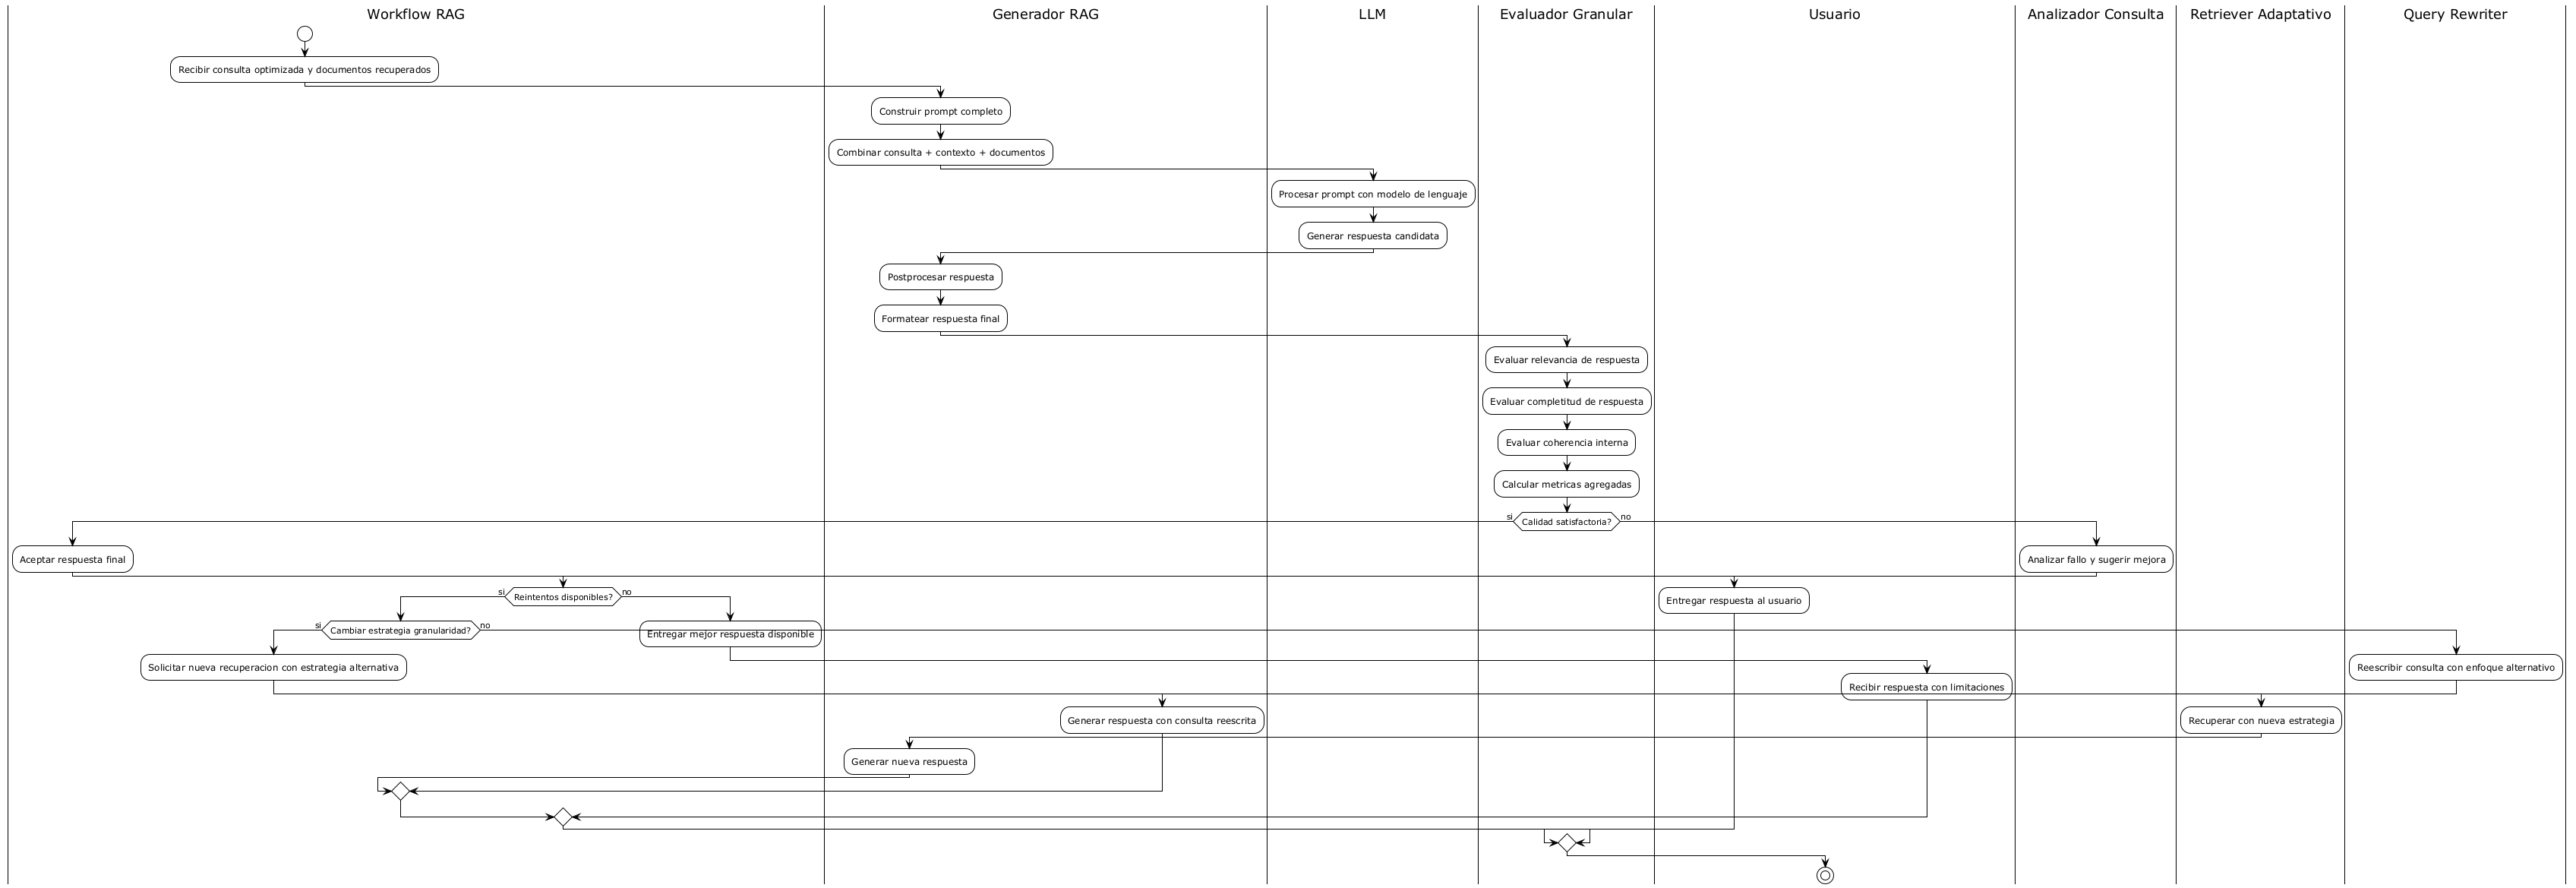 Workflow RAG
Generador RAG
LLM
Evaluador Granular
Usuario
Analizador Consulta
Retriever Adaptativo
Query Rewriter
Recibir consulta optimizada y documentos recuperados
Construir prompt completo
Combinar consulta + contexto + documentos
Procesar prompt con modelo de lenguaje
Generar respuesta candidata
Postprocesar respuesta
Formatear respuesta final
Evaluar relevancia de respuesta
Evaluar completitud de respuesta
Evaluar coherencia interna
Calcular metricas agregadas
si
Calidad satisfactoria?
no
Aceptar respuesta final
Analizar fallo y sugerir mejora
si
Reintentos disponibles?
no
Entregar respuesta al usuario
si
Cambiar estrategia granularidad?
no
Entregar mejor respuesta disponible
Solicitar nueva recuperacion con estrategia alternativa
Reescribir consulta con enfoque alternativo
Recibir respuesta con limitaciones
Generar respuesta con consulta reescrita
Recuperar con nueva estrategia
Generar nueva respuesta